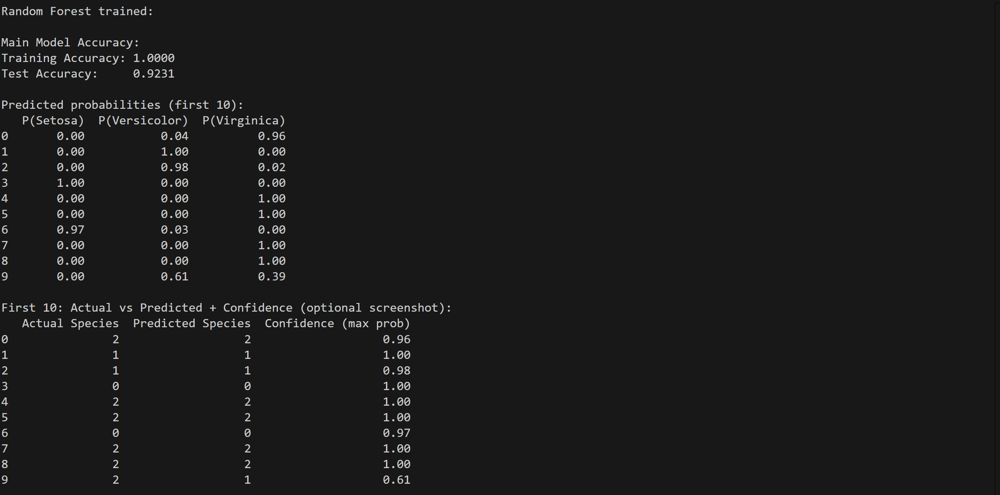 Random Forest trained:
Main Model Accuracy:
Training Accuracy: 1.0000
Test Accuracy:     0.9231
Predicted probabilities (first 10):
   P(Setosa)  P(Versicolor)  P(Virginica)
0       0.00           0.04          0.96
1       0.00           1.00          0.00
2       0.00           0.98          0.02
3       1.00           0.00          0.00
4       0.00           0.00          1.00
5       0.00           0.00          1.00
6       0.97           0.03          0.00
7       0.00           0.00          1.00
8       0.00           0.00          1.00
9       0.00           0.61          0.39
First 10: Actual vs Predicted + Confidence (optional screenshot):
   Actual Species  Predicted Species  Confidence (max prob)
0               2                  2                   0.96
1               1                  1                   1.00
2               1                  1                   0.98
3               0                  0                   1.00
4               2                  2                   1.00
5               2                  2                   1.00
6               0                  0                   0.97
7               2                  2                   1.00
8               2                  2                   1.00
9               2                  1                   0.61